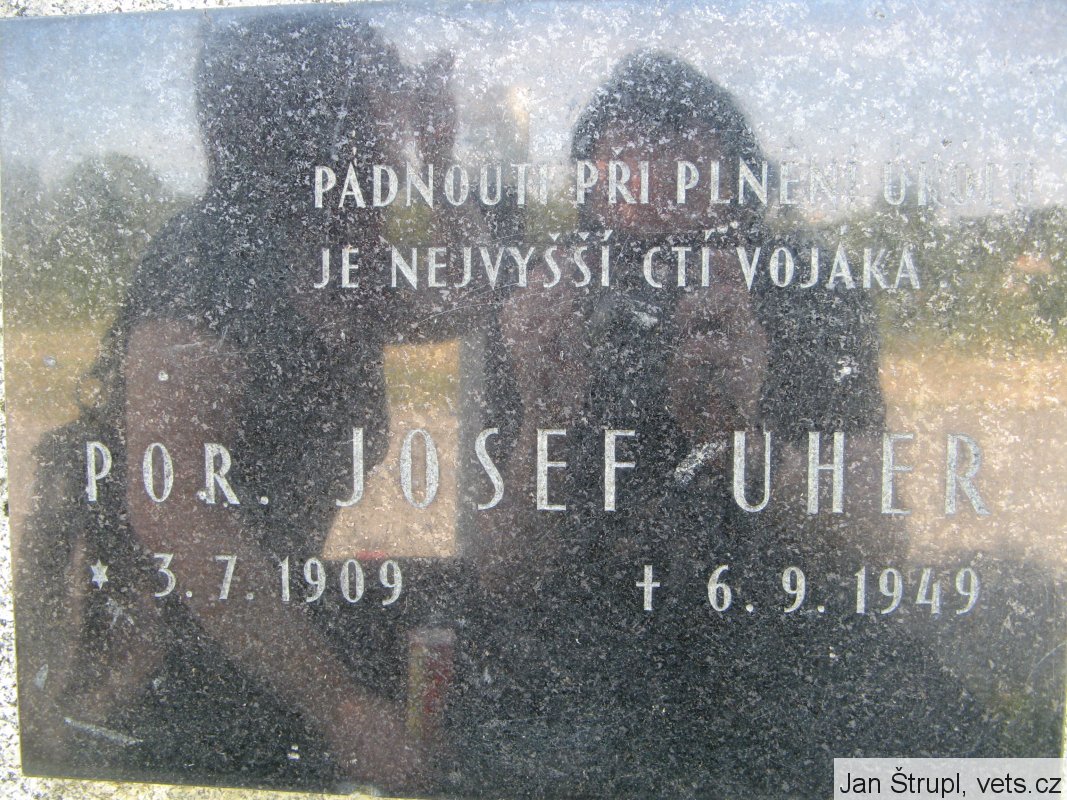 PÁDNOUTI PŘI PLNĚNÍ ÚKOLU
JE NEJVYŠŠÍ CTÍ VOJÁKA.
POR. JOSEF UHER
* 3. 7. 1909 † 6. 9. 1949
Jan Štrupl, vets.cz